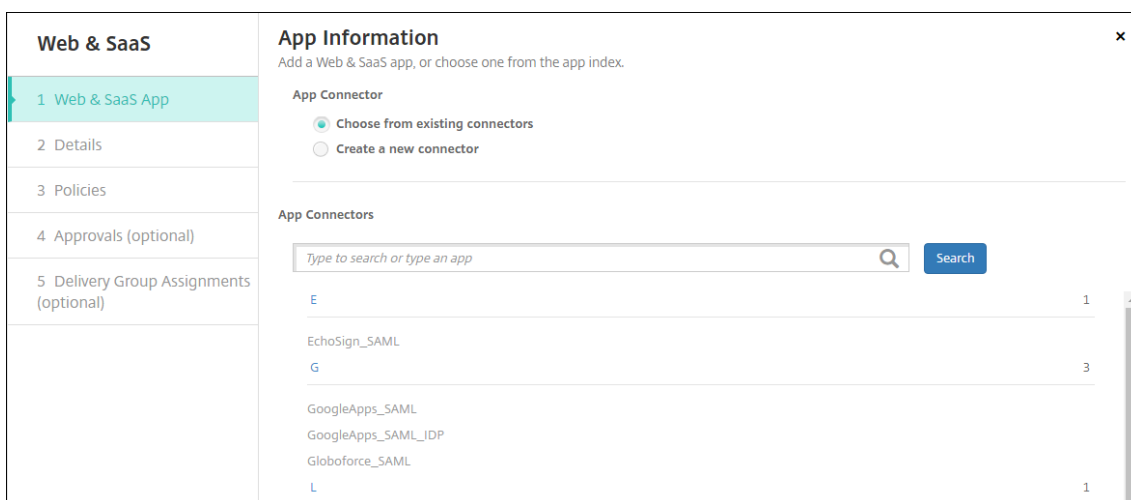 Web & SaaS
1 Web & SaaS App
2 Details
3 Policies
4 Approvals (optional)
5 Delivery Group Assignments
(optional)
App Information
×
Add a Web & SaaS app, or choose one from the app index.
App Connector
Choose from existing connectors
Create a new connector
App Connectors
Type to search or type an app
Search
E 1
EchoSign_SAML
G 3
GoogleApps_SAML
GoogleApps_SAML_IDP
Globoforce_SAML
L 1